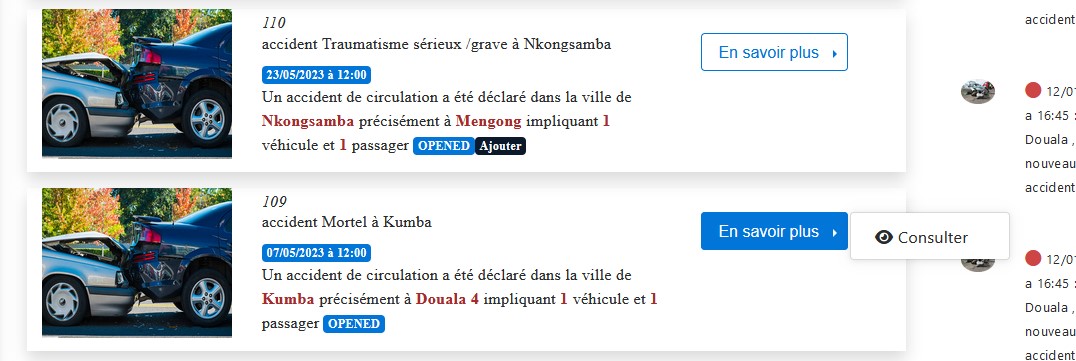 110
accident Traumatisme sérieux /grave à Nkongsamba
23/05/2023 à 12:00
Un accident de circulation a été déclaré dans la ville de
Nkongsamba précisément à Mengong impliquant 1
véhicule et 1 passager OPENED Ajouter
En savoir plus
109
accident Mortel à Kumba
07/05/2023 à 12:00
Un accident de circulation a été déclaré dans la ville de
Kumba précisément à Douala 4 impliquant 1 véhicule et 1
passager OPENED
En savoir plus
Consulter
accident
12/01
a 16:45 :
Douala ,
nouveau
accident
12/01
a 16:45 :
Douala ,
nouveau
accident